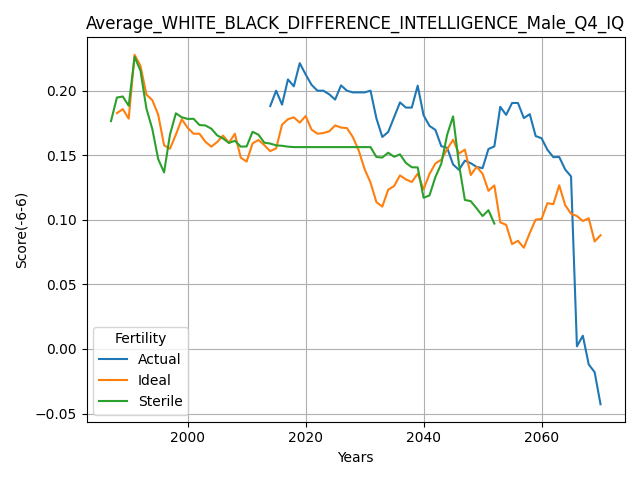 Average_WHITE_BLACK_DIFFERENCE_INTELLIGENCE_Male_Q4_IQ
Score(-6-6)
0.20
0.15
0.10
0.05
0.00
−0.05
Fertility
Actual
Ideal
Sterile
2000 2020 2040 2060
Years